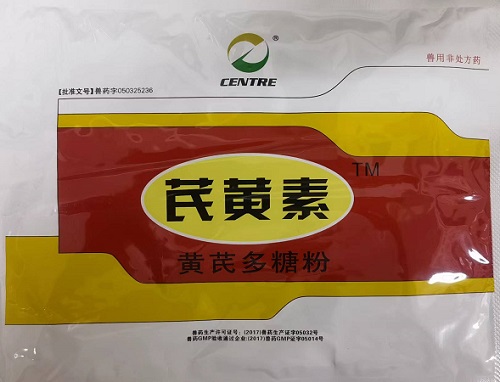 ®
CENTRE
兽用非处方药
【批准文号】兽药字050325236
TM
芪黄素
黄芪多糖粉
兽药生产许可证号：(2017)兽药生产证字05032号
兽药GMP验收通过企业:(2017)兽药GMP证字05014号